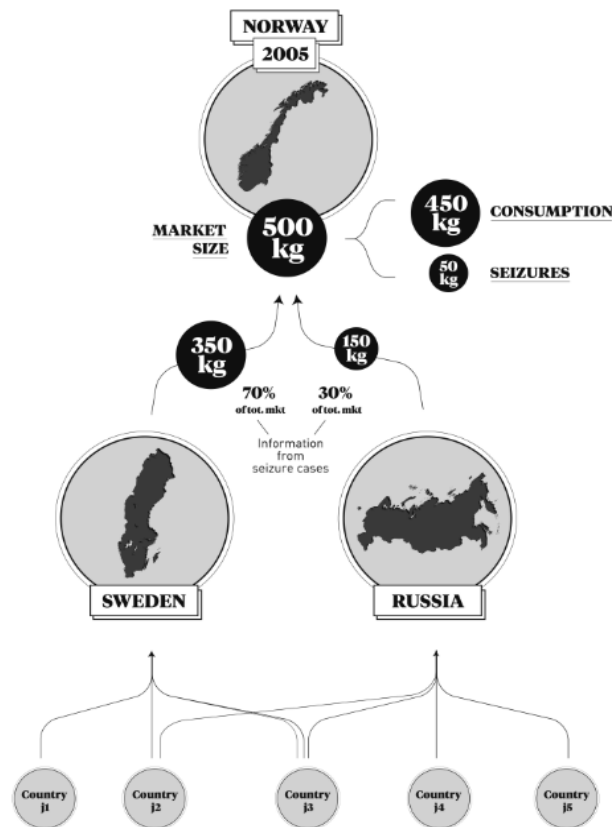 NORWAY
2005
MARKET
SIZE
500
kg
450
kg
CONSUMPTION
50
kg
SEIZURES
350
kg
150
kg
70%
of tot. mkt
30%
of tot. mkt
Information
from
seizure cases
SWEDEN
RUSSIA
Country
j1
Country
j2
Country
j3
Country
j4
Country
j5